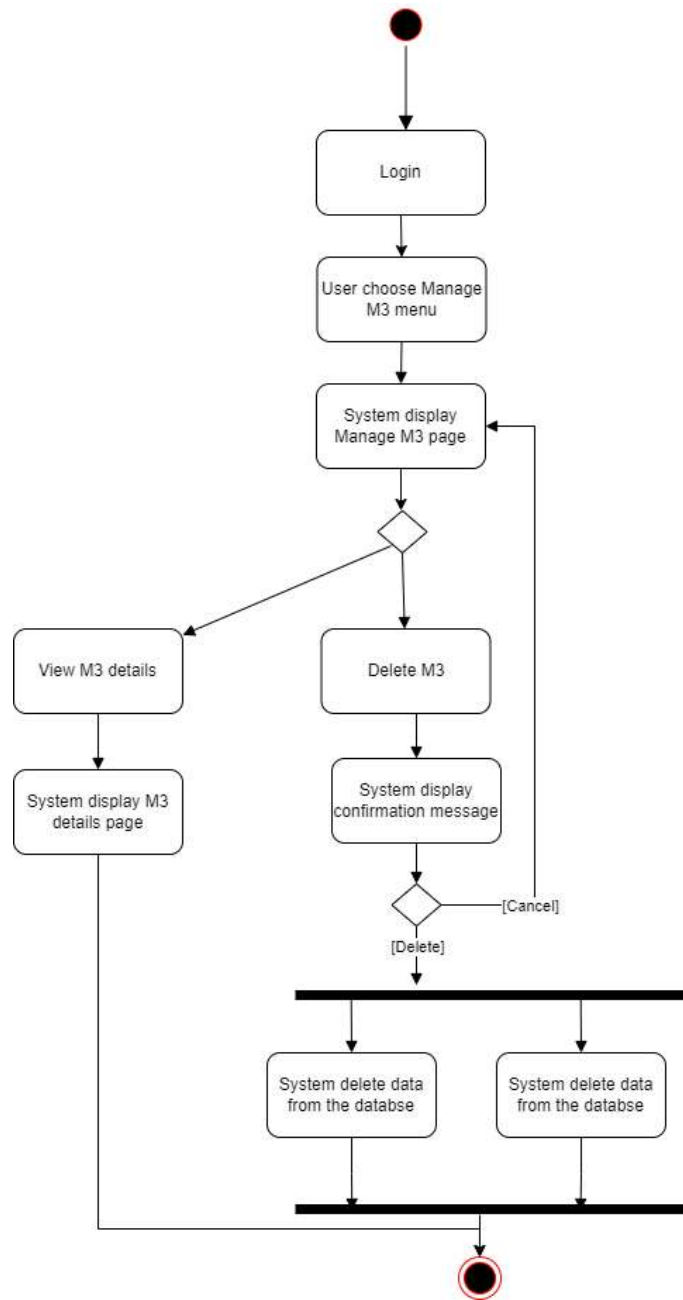 Login
User choose Manage
M3 menu
System display
Manage M3 page
View M3 details
Delete M3
System display M3
details page
System display
confirmation message
[Cancel]
[Delete]
System delete data
from the databse
System delete data
from the databse